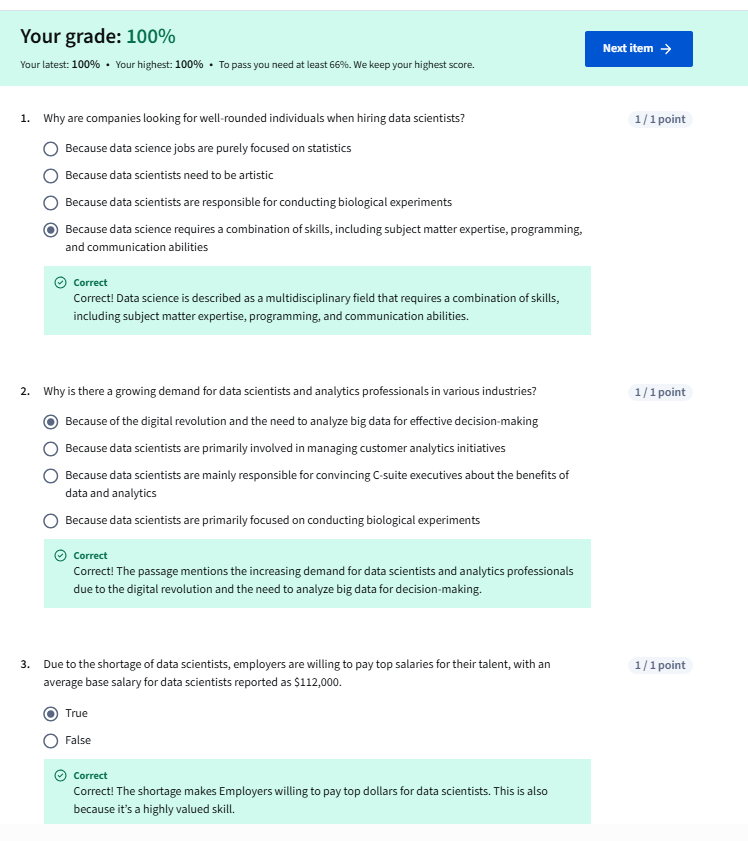 Your grade: 100%
Next item →
Your latest: 100% • Your highest: 100% • To pass you need at least 66%. We keep your highest score.
1. Why are companies looking for well-rounded individuals when hiring data scientists?
1 / 1 point
Because data science jobs are purely focused on statistics
Because data scientists need to be artistic
Because data scientists are responsible for conducting biological experiments
Because data science requires a combination of skills, including subject matter expertise, programming,
and communication abilities
Correct
Correct! Data science is described as a multidisciplinary field that requires a combination of skills,
including subject matter expertise, programming, and communication abilities.
2. Why is there a growing demand for data scientists and analytics professionals in various industries?
1 / 1 point
Because of the digital revolution and the need to analyze big data for effective decision-making
Because data scientists are primarily involved in managing customer analytics initiatives
Because data scientists are mainly responsible for convincing C-suite executives about the benefits of
data and analytics
Because data scientists are primarily focused on conducting biological experiments
Correct
Correct! The passage mentions the increasing demand for data scientists and analytics professionals
due to the digital revolution and the need to analyze big data for decision-making.
3. Due to the shortage of data scientists, employers are willing to pay top salaries for their talent, with an
1 / 1 point
average base salary for data scientists reported as $112,000.
True
False
Correct
Correct! The shortage makes Employers willing to pay top dollars for data scientists. This is also
because it’s a highly valued skill.